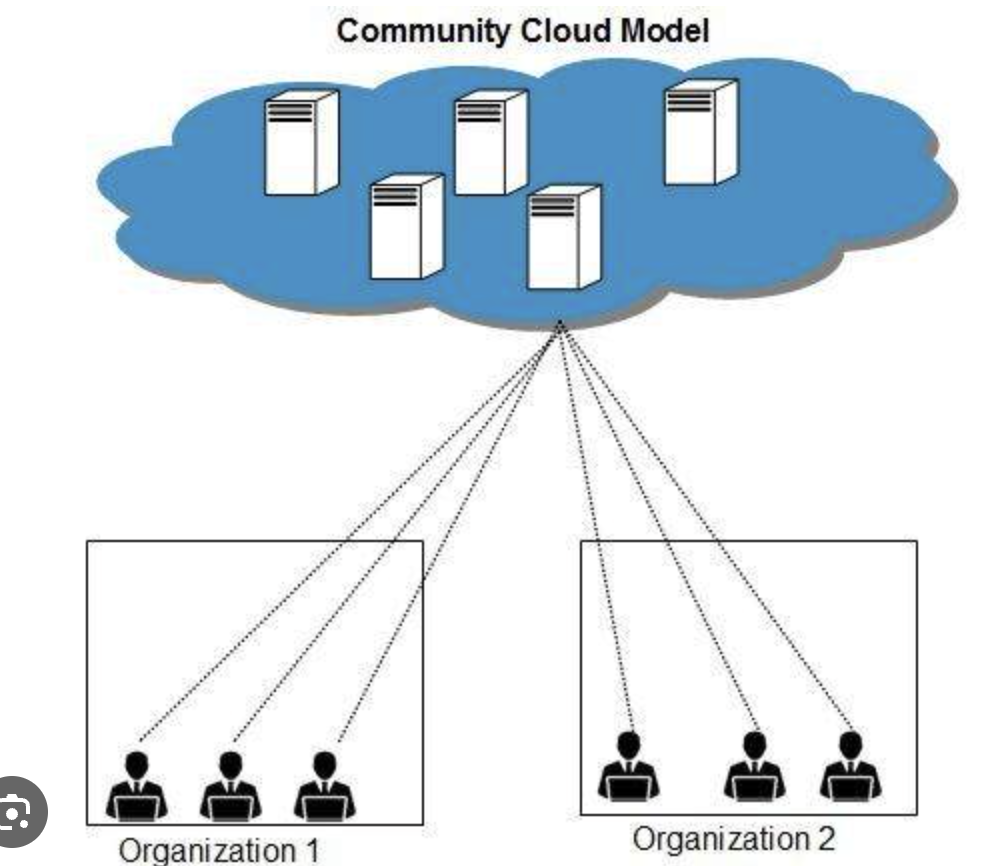 Community Cloud Model
Organization 1
Organization 2